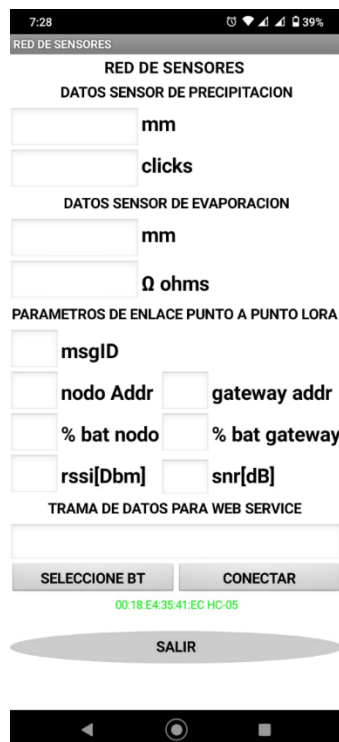 7:28 39%
RED DE SENSORES
RED DE SENSORES
DATOS SENSOR DE PRECIPITACION
mm
clicks
DATOS SENSOR DE EVAPORACION
mm
Ω ohms
PARAMETROS DE ENLACE PUNTO A PUNTO LORA
msgID
nodo Addr gateway addr
% bat nodo % bat gateway
rssi[Dbm] snr[dB]
TRAMA DE DATOS PARA WEB SERVICE
SELECCIONE BT CONECTAR
00:18:E4:35:41:EC HC-05
SALIR